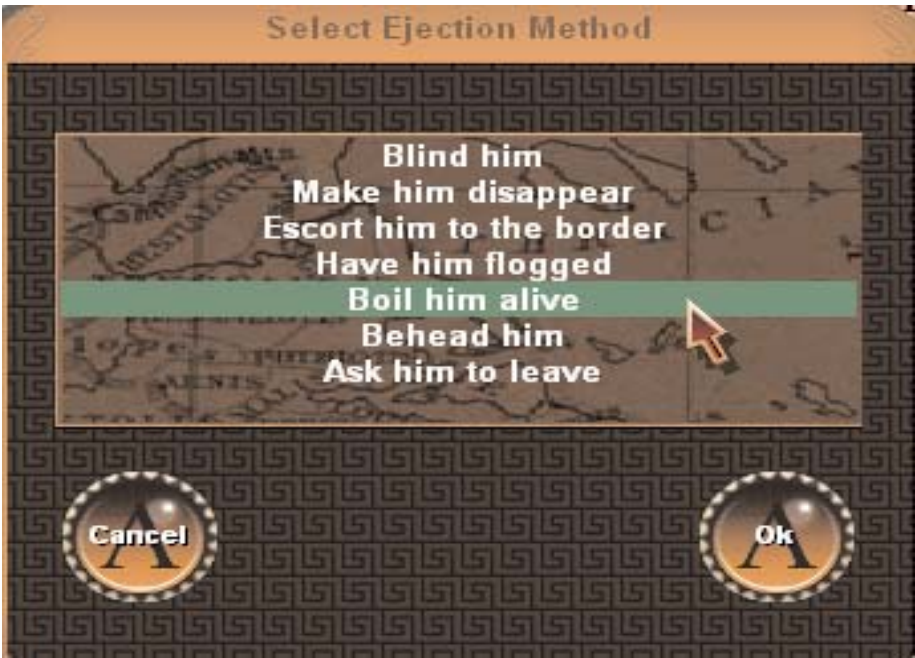 Select Ejection Method
Blind him
Make him disappear
Escort him to the border
Have him flogged
Boil him alive
Behead him
Ask him to leave
Cancel
Ok